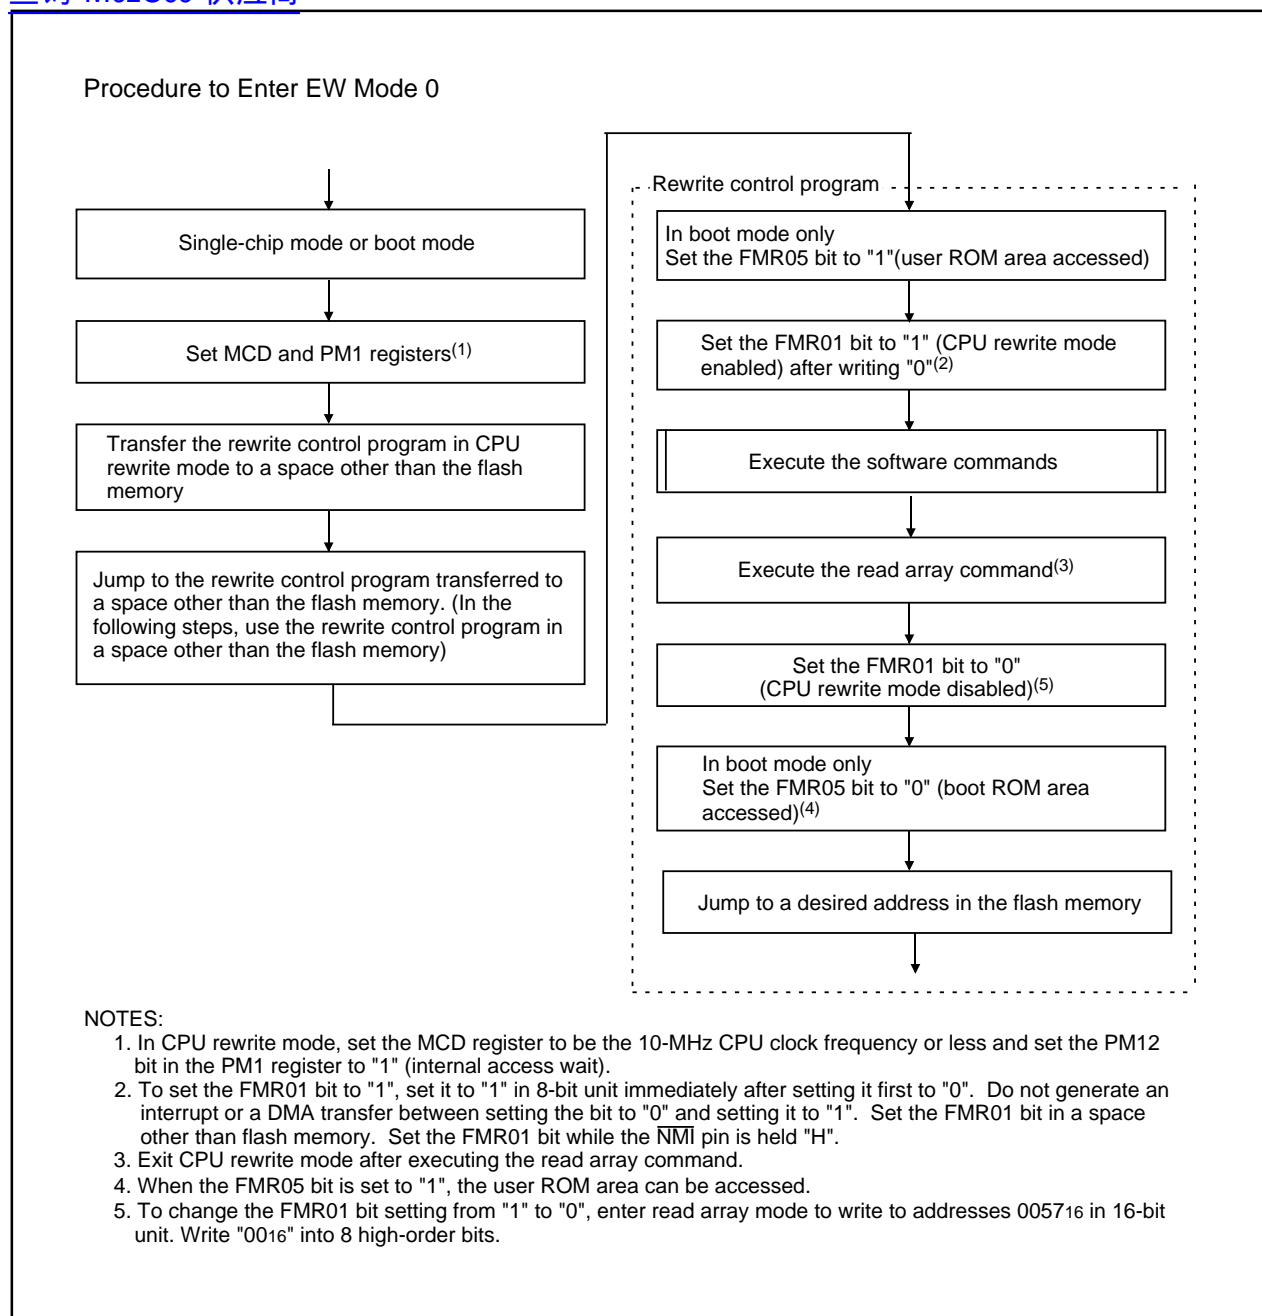 Procedure to Enter EW Mode 0
Single-chip mode or boot mode
Set MCD and PM1 registers(1)
Transfer the rewrite control program in CPU
rewrite mode to a space other than the flash
memory
Jump to the rewrite control program transferred to
a space other than the flash memory. (In the
following steps, use the rewrite control program in
a space other than the flash memory)
Rewrite control program
In boot mode only
Set the FMR05 bit to "1"(user ROM area accessed)
Set the FMR01 bit to "1" (CPU rewrite mode
enabled) after writing "0"(2)
Execute the software commands
Execute the read array command(3)
Set the FMR01 bit to "0"
(CPU rewrite mode disabled)(5)
In boot mode only
Set the FMR05 bit to "0" (boot ROM area
accessed)(4)
Jump to a desired address in the flash memory
NOTES:
1. In CPU rewrite mode, set the MCD register to be the 10-MHz CPU clock frequency or less and set the PM12
bit in the PM1 register to "1" (internal access wait).
2. To set the FMR01 bit to "1", set it to "1" in 8-bit unit immediately after setting it first to "0". Do not generate an
interrupt or a DMA transfer between setting the bit to "0" and setting it to "1". Set the FMR01 bit in a space
other than flash memory. Set the FMR01 bit while the N̅M̅I̅ pin is held "H".
3. Exit CPU rewrite mode after executing the read array command.
4. When the FMR05 bit is set to "1", the user ROM area can be accessed.
5. To change the FMR01 bit setting from "1" to "0", enter read array mode to write to addresses 005716 in 16-bit
unit. Write "0016" into 8 high-order bits.